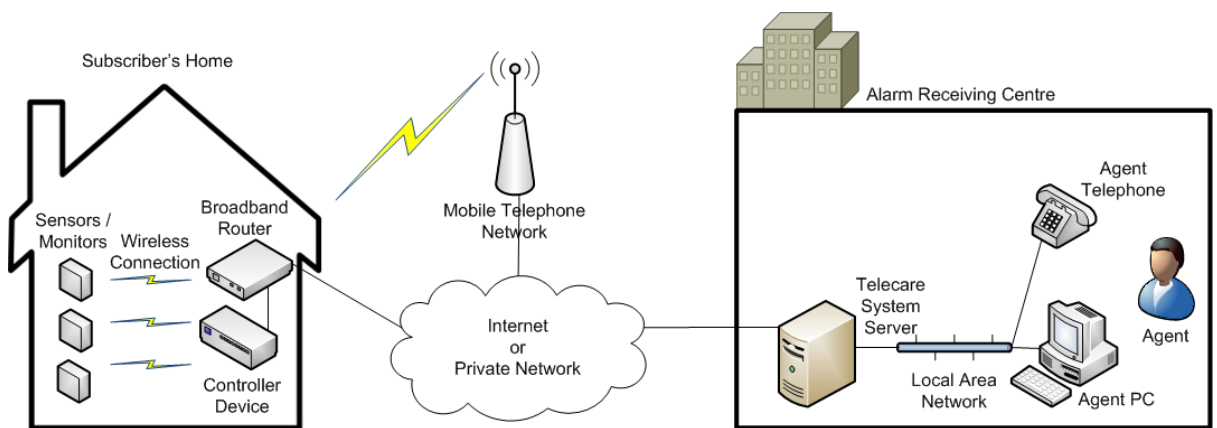 Subscriber's Home
Sensors /
Monitors
Wireless
Connection
Broadband
Router
Controller
Device
Mobile Telephone
Network
Internet
or
Private Network
Alarm Receiving Centre
Telecare
System
Server
Local Area
Network
Agent
Telephone
Agent
Agent PC